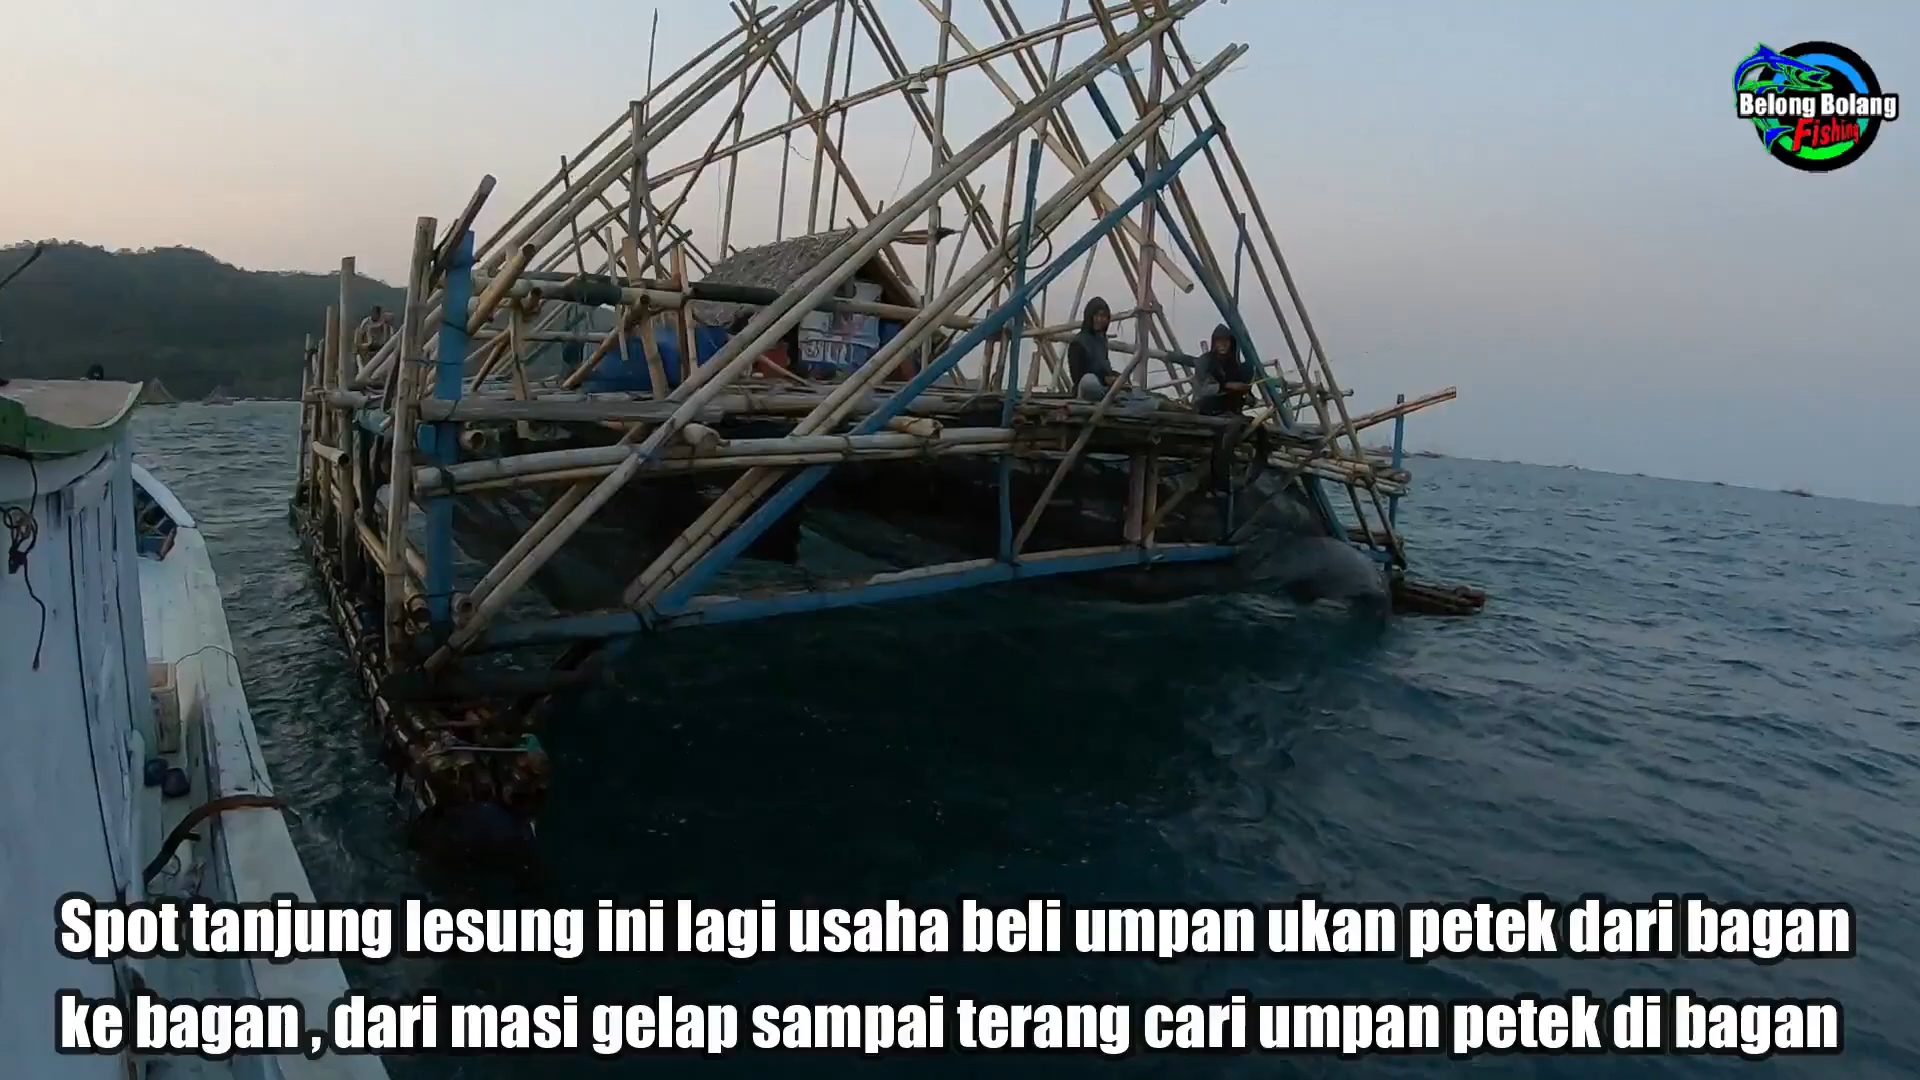 Belong Bolang
Fishing
Spot tanjung lesung ini lagi usaha beli umpan ukan petek dari bagan
ke bagan , dari masi gelap sampai terang cari umpan petek di bagan